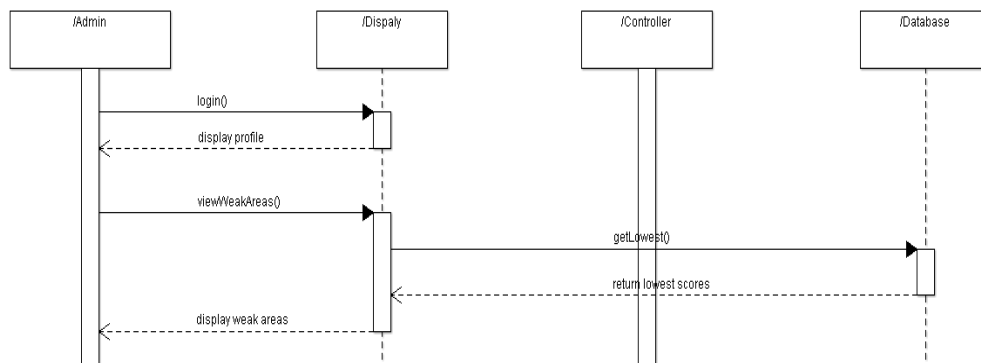 /Admin
/Dispaly
/Controller
/Database
login()
display profile
viewWeakAreas()
getLowest()
return lowest scores
display weak areas